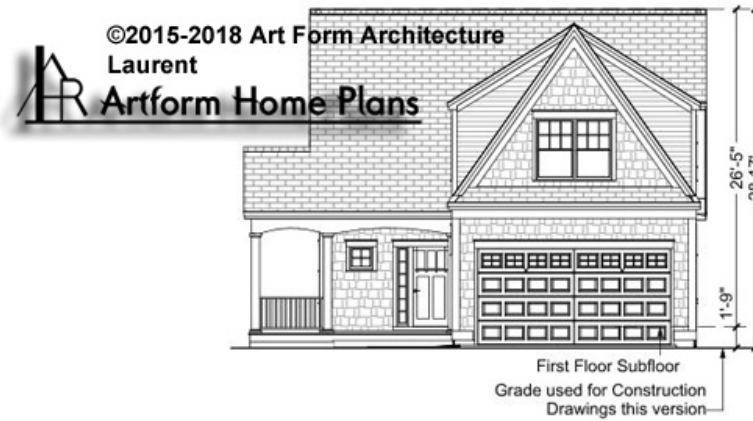 ©2015-2018 Art Form Architecture
Laurent
Artform Home Plans
26'-5"
1'-9"
First Floor Subfloor
Grade used for Construction
Drawings this version